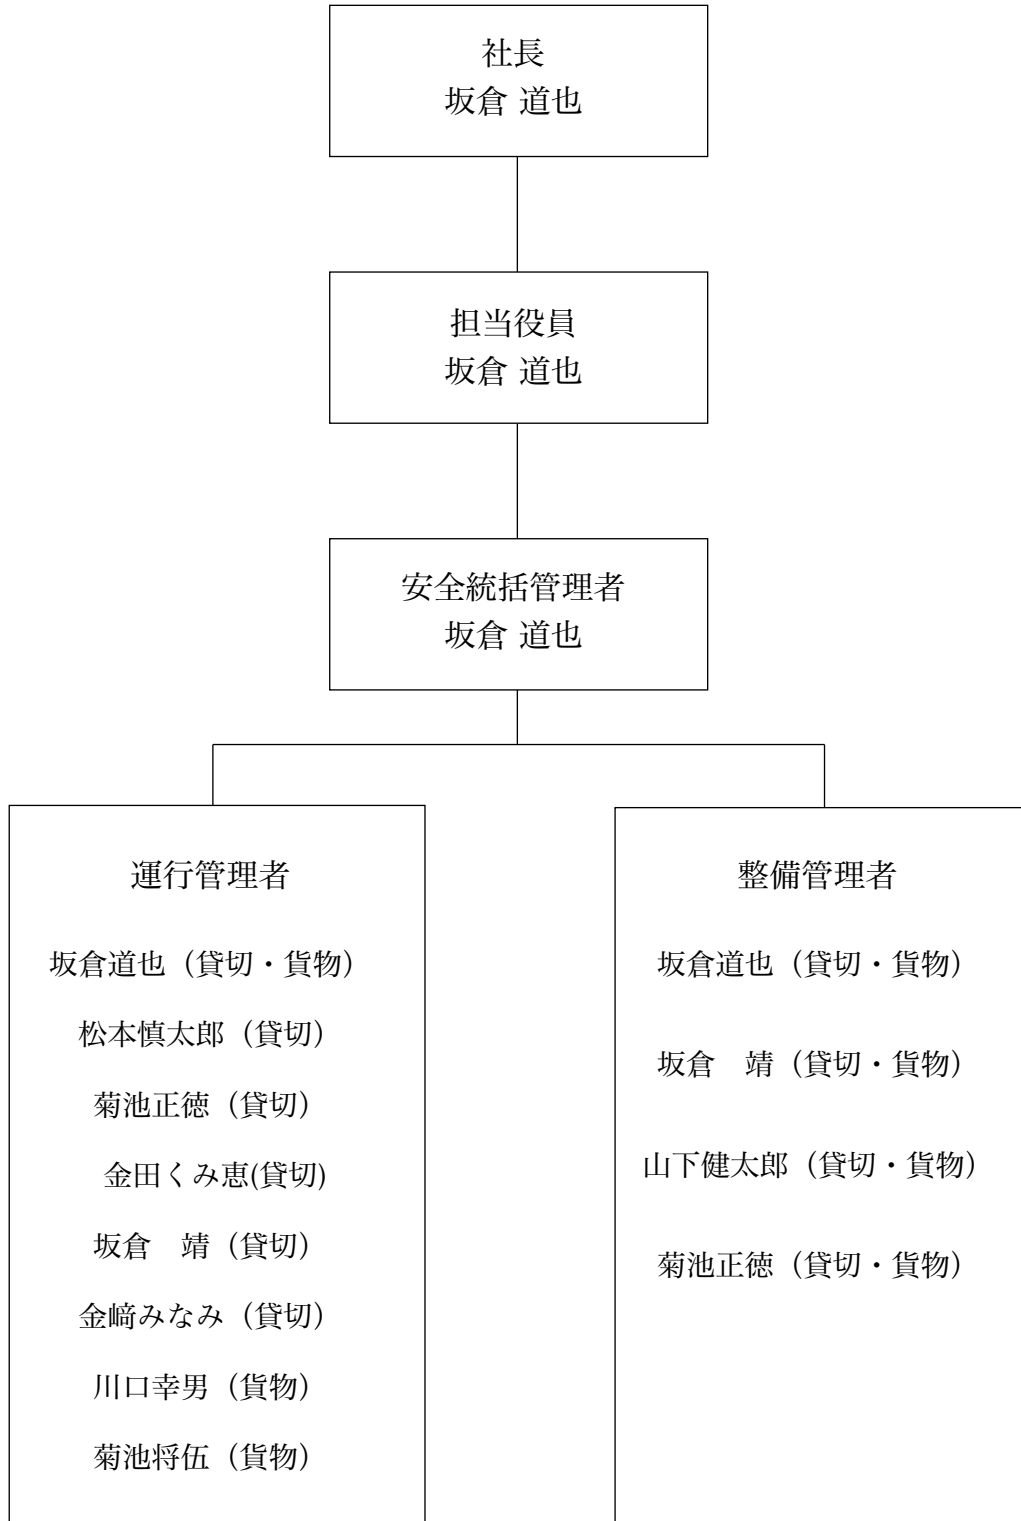 社長
坂倉 道也
担当役員
坂倉 道也
安全統括管理者
坂倉 道也
運行管理者
坂倉道也（貸切・貨物）
松本慎太郎（貸切）
菊池正徳（貸切）
金田くみ恵(貸切)
坂倉　靖（貸切）
金﨑みなみ（貸切）
川口幸男（貨物）
菊池将伍（貨物）
整備管理者
坂倉道也（貸切・貨物）
坂倉　靖（貸切・貨物）
山下健太郎（貸切・貨物）
菊池正徳（貸切・貨物）